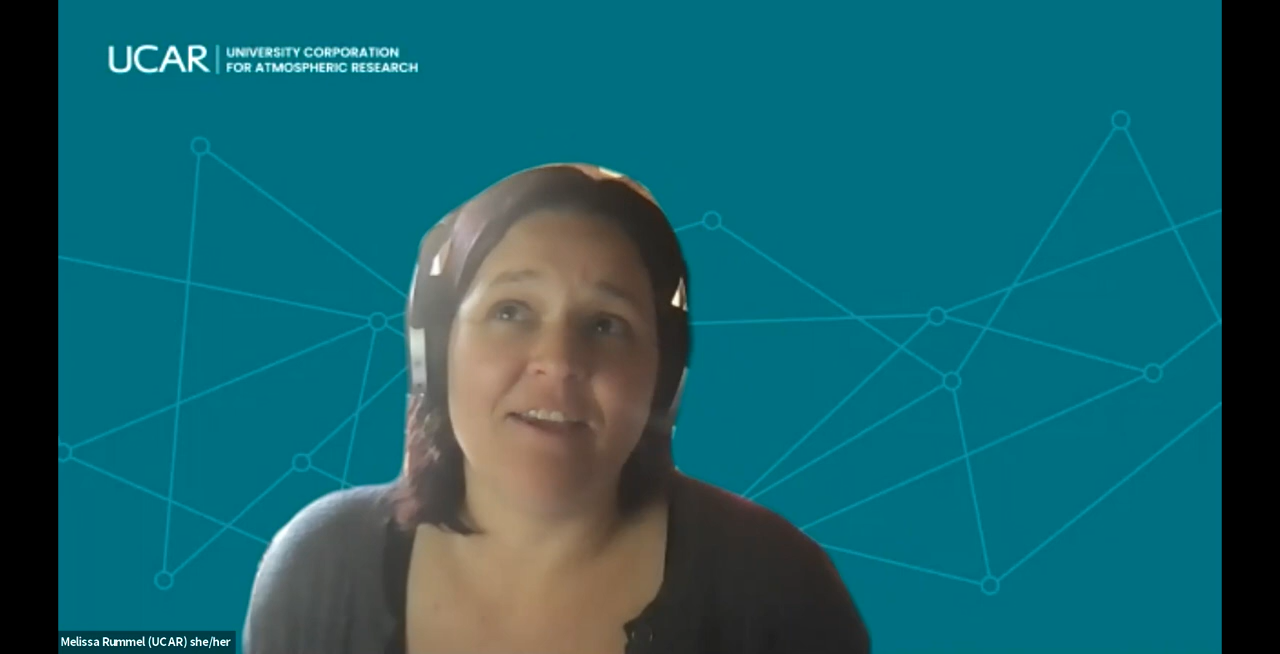 UCAR
UNIVERSITY CORPORATION
FOR ATMOSPHERIC RESEARCH
Melissa Rummel (UCAR) she/her